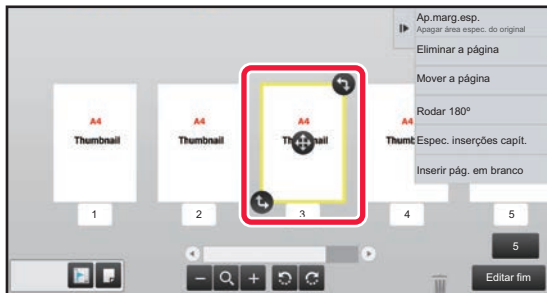 Ap.marg.esp.
Apagar área espec. do original
Eliminar a página
Mover a página
Rodar 180º
Espec. inserções capít.
Inserir pág. em branco
A4
Thumbnail
A4
Thumbnail
A4
Th nail
A4
Thumb
1
2
3
4
5
5
Editar fim